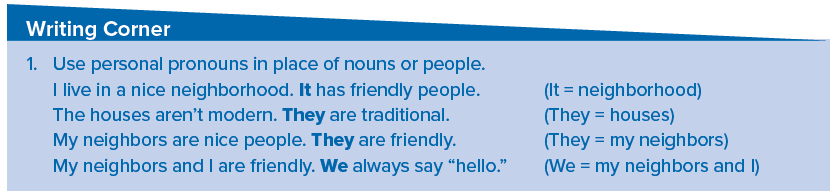 Writing Corner
1. Use personal pronouns in place of nouns or people.
I live in a nice neighborhood. It has friendly people. (It = neighborhood)
The houses aren’t modern. They are traditional. (They = houses)
My neighbors are nice people. They are friendly. (They = my neighbors)
My neighbors and I are friendly. We always say “hello.” (We = my neighbors and I)